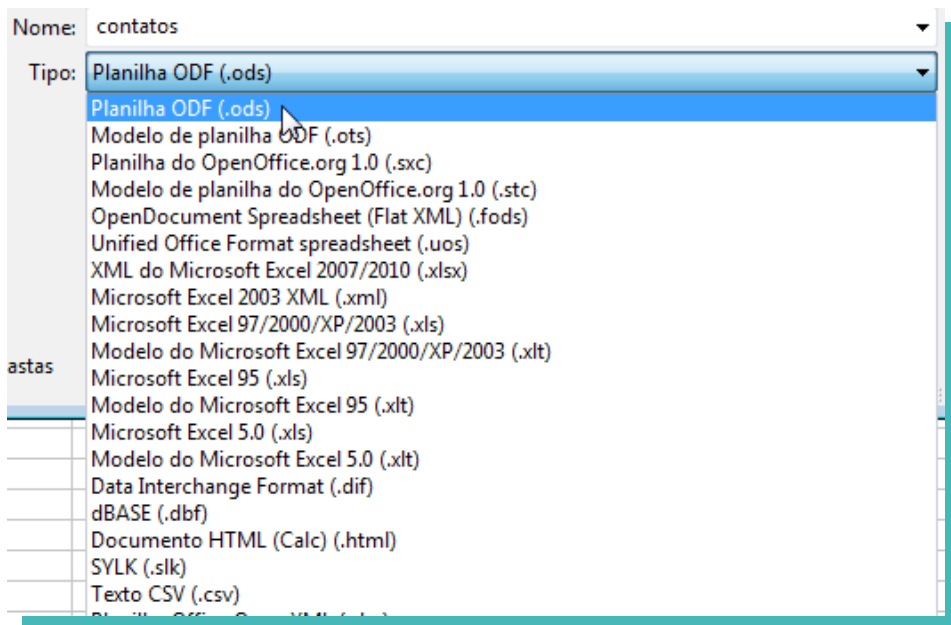 Nome: contatos
Tipo: Planilha ODF (.ods)
Planilha ODF (.ods)
Modelo de planilha ODF (.ots)
Planilha do OpenOffice.org 1.0 (.sxc)
Modelo de planilha do OpenOffice.org 1.0 (.stc)
OpenDocument Spreadsheet (Flat XML) (.fods)
Unified Office Format spreadsheet (.uos)
XML do Microsoft Excel 2007/2010 (.xlsx)
Microsoft Excel 2003 XML (.xml)
Microsoft Excel 97/2000/XP/2003 (.xls)
Modelo do Microsoft Excel 97/2000/XP/2003 (.xlt)
astas
Microsoft Excel 95 (.xls)
Modelo do Microsoft Excel 95 (.xlt)
Microsoft Excel 5.0 (.xls)
Modelo do Microsoft Excel 5.0 (.xlt)
Data Interchange Format (.dif)
dBASE (.dbf)
Documento HTML (Calc) (.html)
SYLK (.slk)
Texto CSV (.csv)